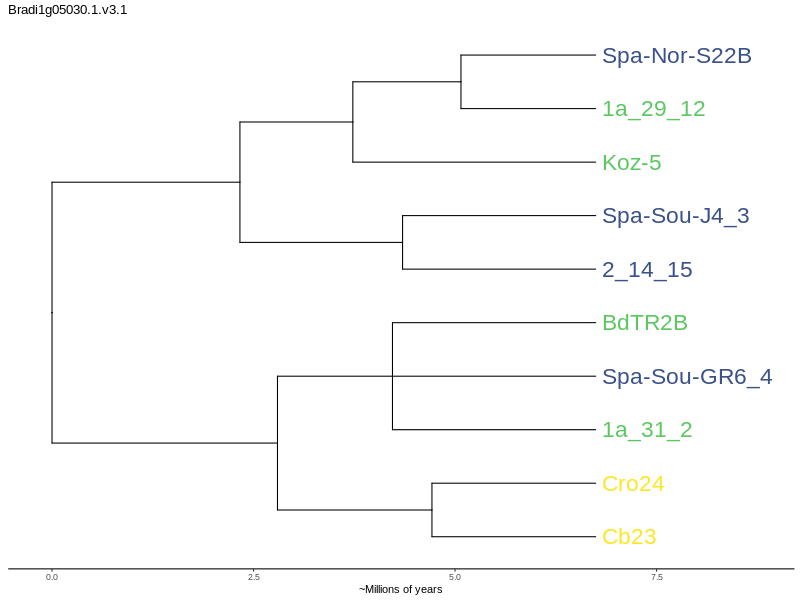 Bradi1g05030.1.v3.1
Spa-Nor-S22B
1a_29_12
Koz-5
Spa-Sou-J4_3
2_14_15
BdTR2B
Spa-Sou-GR6_4
1a_31_2
Cro24
Cb23
0.0 2.5 5.0 7.5
~Millions of years